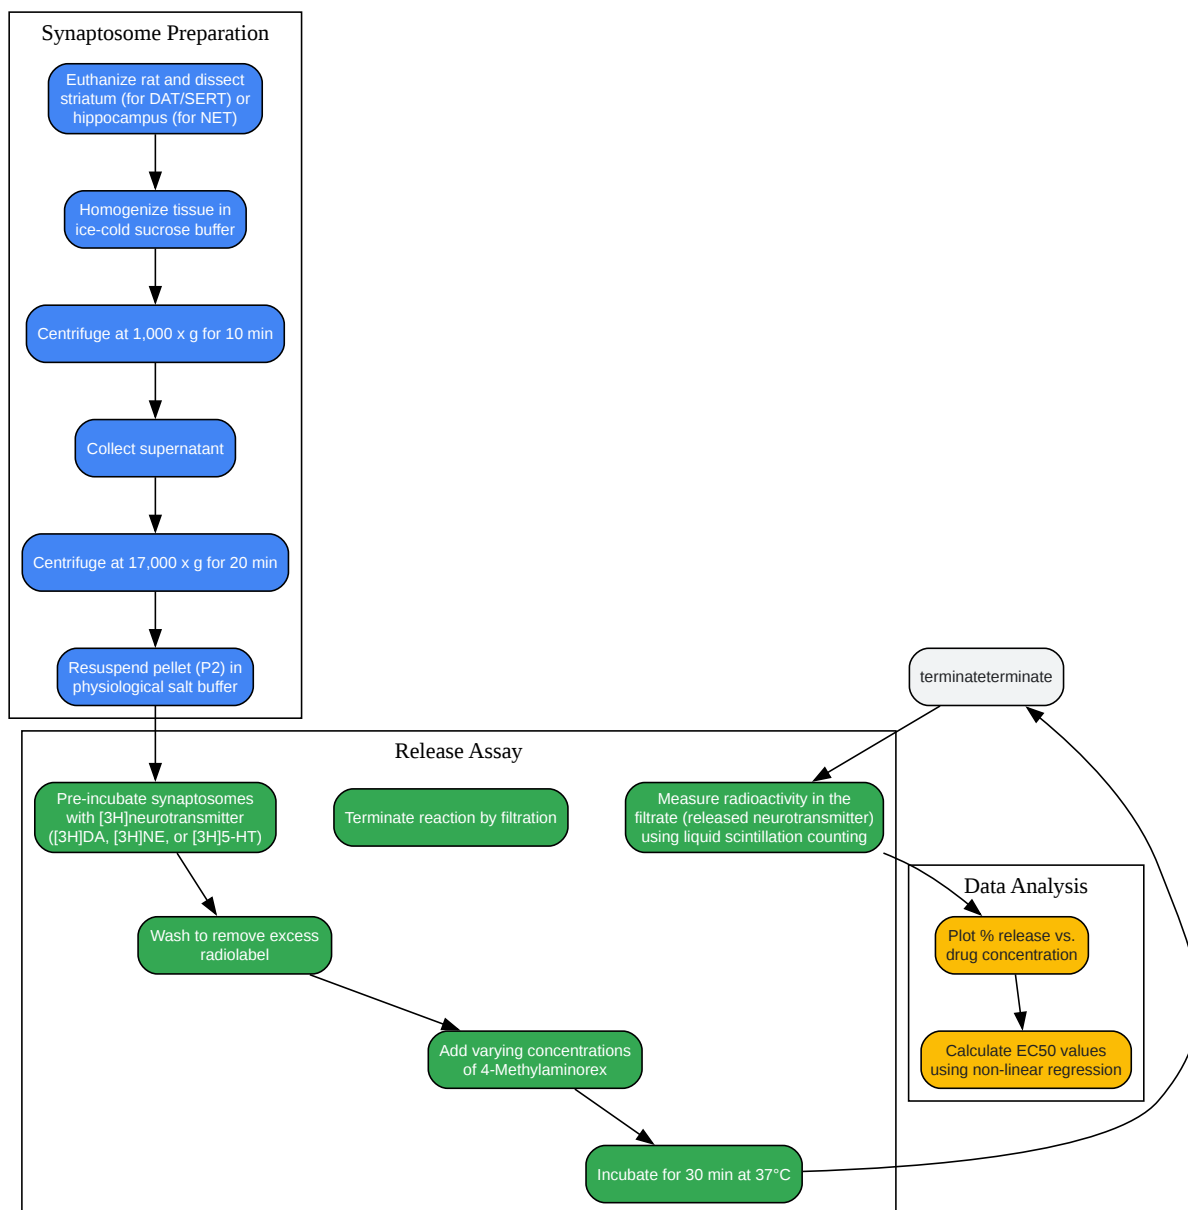 Synaptosome Preparation
Euthanize rat and dissect
striatum (for DAT/SERT) or
hippocampus (for NET)
Homogenize tissue in
ice-cold sucrose buffer
Centrifuge at 1,000 x g for 10 min
Collect supernatant
Centrifuge at 17,000 x g for 20 min
Resuspend pellet (P2) in
physiological salt buffer
terminateterminate
Release Assay
Pre-incubate synaptosomes
with [3H]neurotransmitter
([3H]DA, [3H]NE, or [3H]5-HT)
Terminate reaction by filtration
Measure radioactivity in the
filtrate (released neurotransmitter)
using liquid scintillation counting
Wash to remove excess
radiolabel
Add varying concentrations
of 4-Methylaminorex
Incubate for 30 min at 37°C
Data Analysis
Plot % release vs.
drug concentration
Calculate EC50 values
using non-linear regression